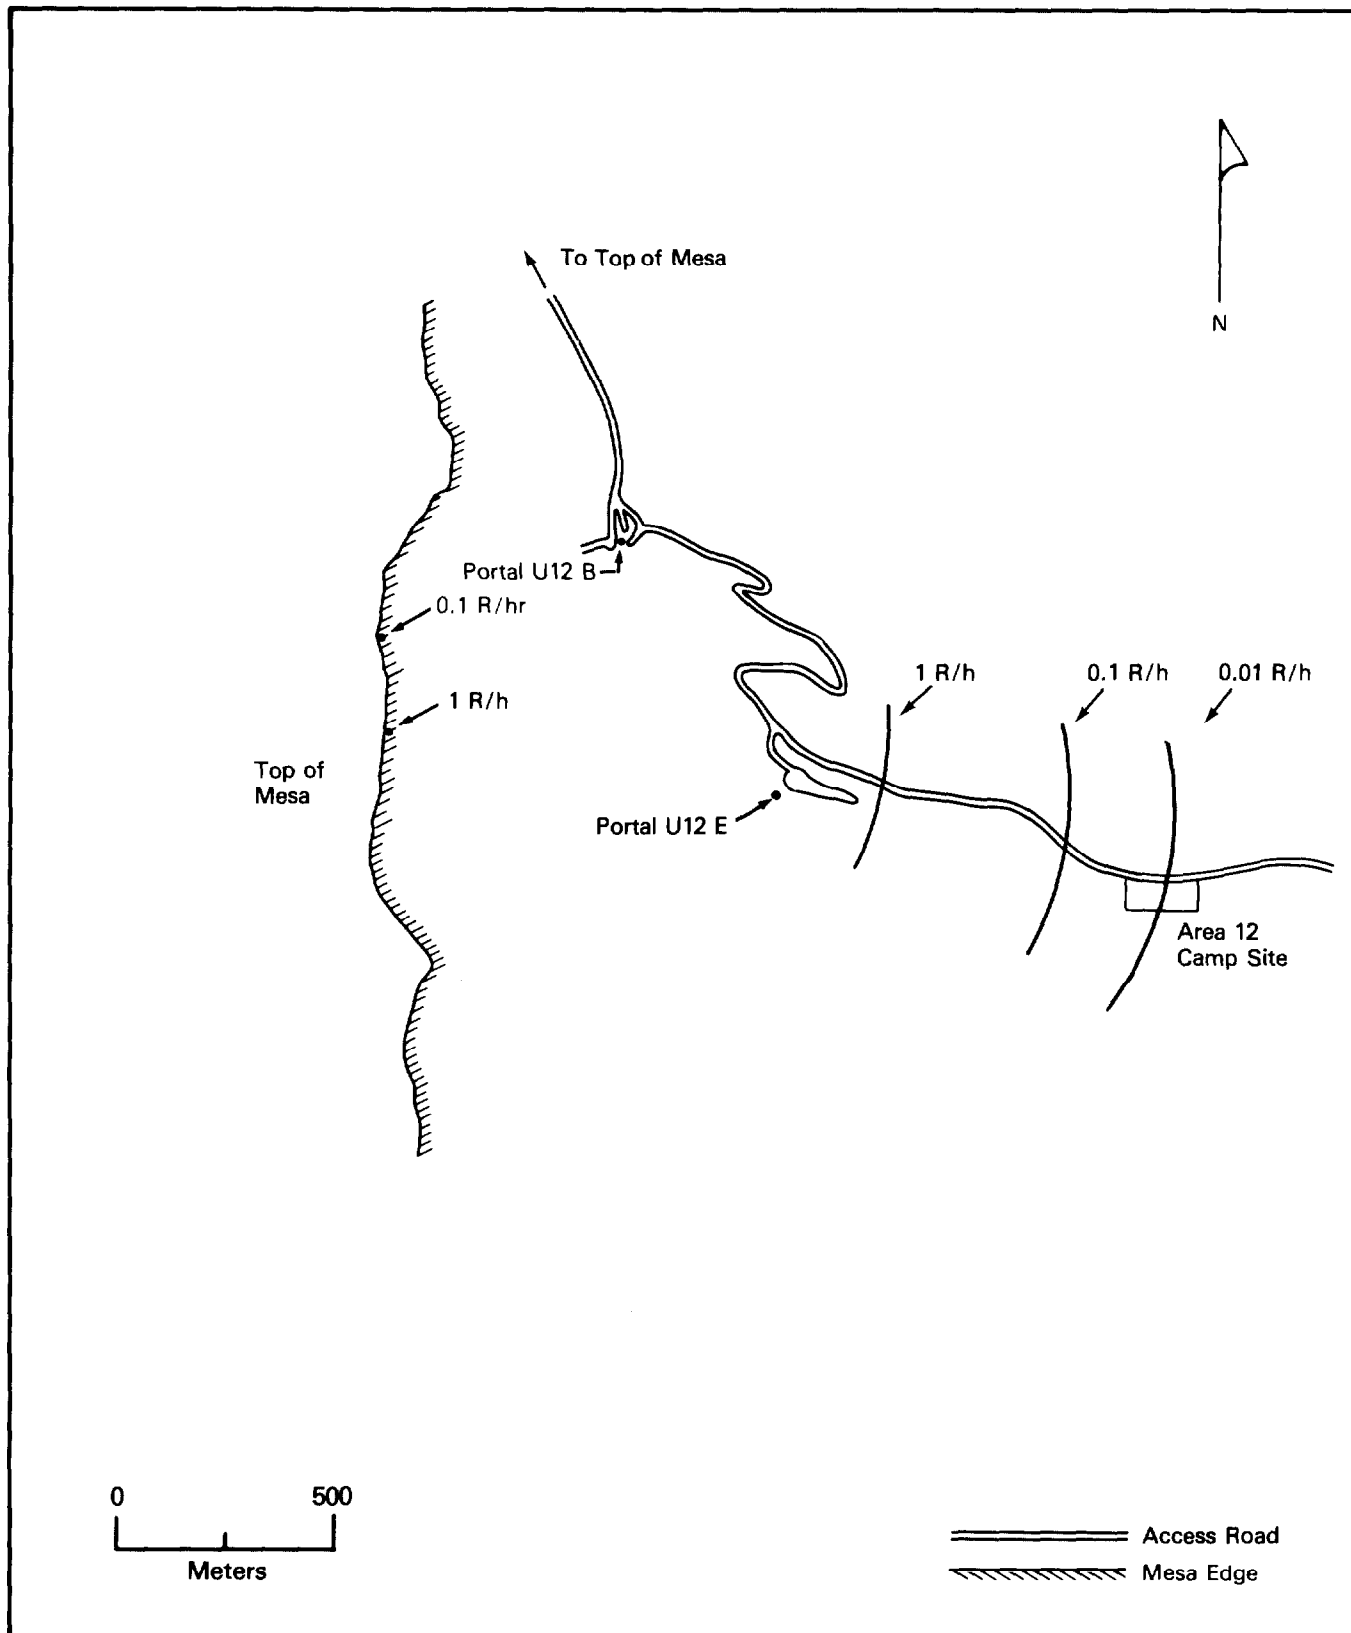 To Top of Mesa
N
Portal U12 B
0.1 R/hr
1 R/h
1 R/h
0.1 R/h
0.01 R/h
Top of
Mesa
Portal U12 E
Area 12
Camp Site
0
500
Meters
Access Road
Mesa Edge